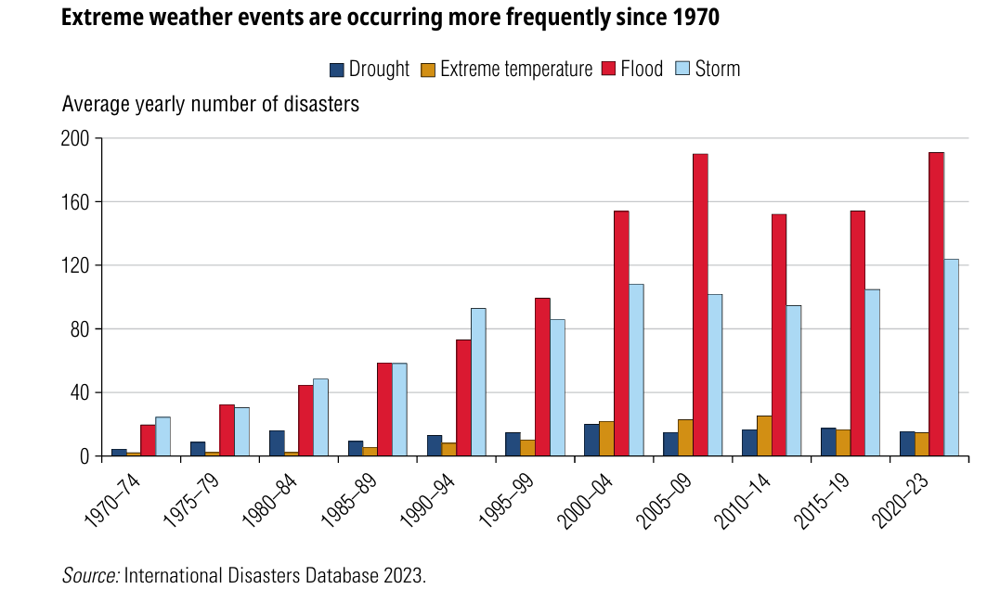 Extreme weather events are occurring more frequently since 1970
Drought Extreme temperature Flood Storm
Average yearly number of disasters
200
160
120
80
40
0
1970–74 1975–79 1980–84 1985–89 1990–94 1995–99 2000–04 2005–09 2010–14 2015–19 2020–23
Source: International Disasters Database 2023.